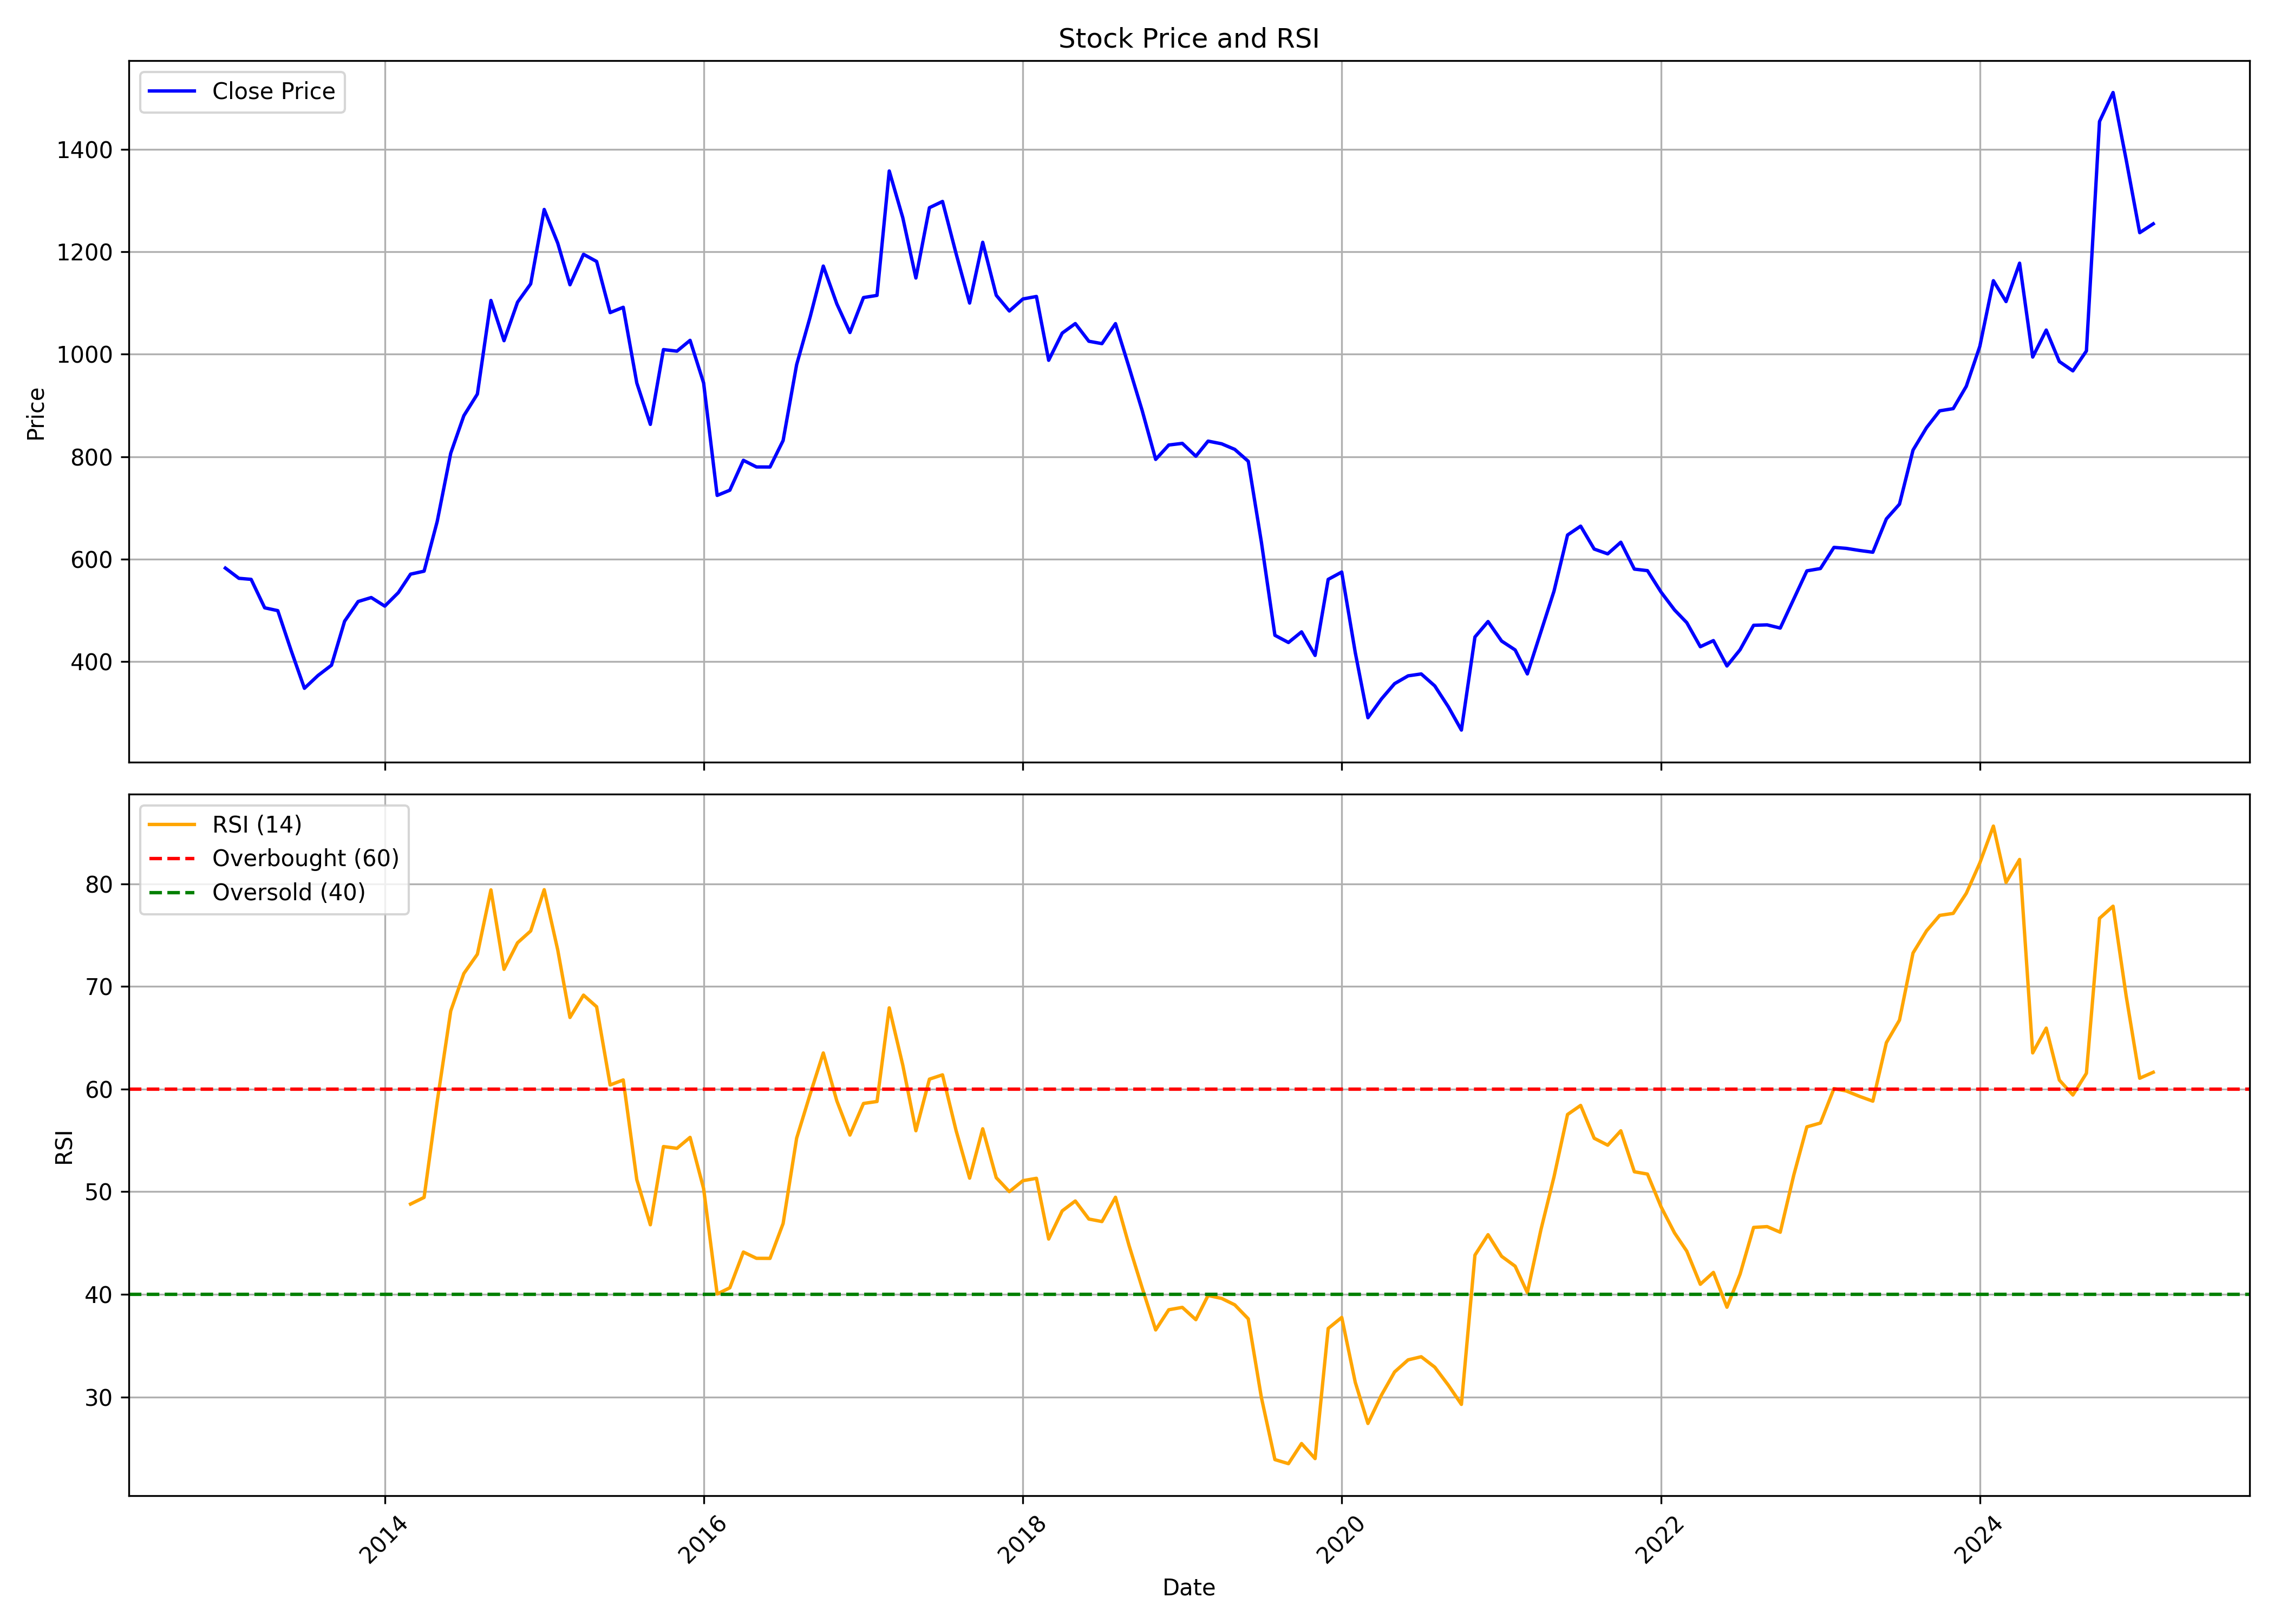 Stock Price and RSI
Close Price
1400
1200
1000
800
600
400
Price
RSI (14)
Overbought (60)
Oversold (40)
80
70
60
50
40
30
RSI
2014
2016
2018
2020
2022
2024
Date